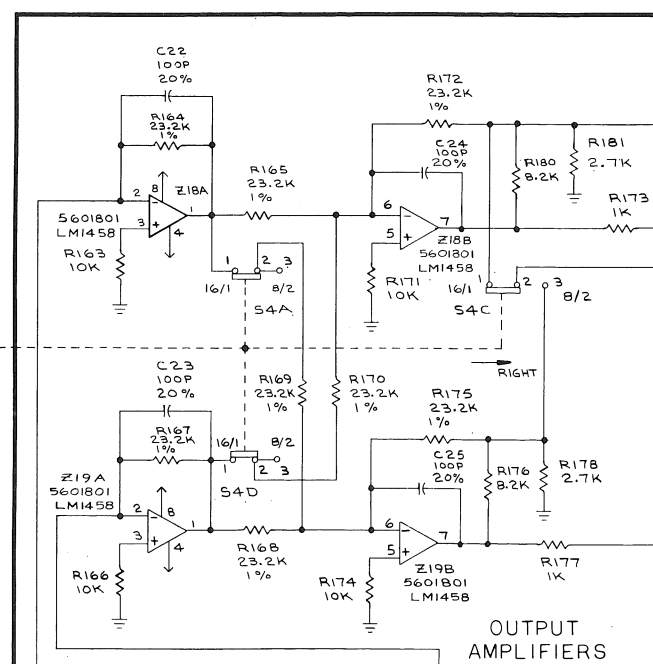 C22
100P
20%
R164
23.2K
1%
Z18A
2
8
1
3
4
5601801
LM1458
R163
10K
R165
23.2K
1%
1
2
3
16/1
8/2
S4A
R172
23.2K
1%
C24
100P
20%
6
7
5
Z18B
5601801
LM1458
R171
10K
R180
8.2K
R181
2.7K
R173
1K
1
2
3
16/1
8/2
S4C
RIGHT
C23
100P
20%
R167
23.2K
1%
R169
23.2K
1%
R170
23.2K
1%
16/1
8/2
1
2
3
S4D
Z19A
5601801
LM1458
2
8
1
3
4
R166
10K
R168
23.2K
1%
R175
23.2K
1%
C25
100P
20%
6
7
5
Z19B
5601801
LM1458
R174
10K
R176
8.2K
R178
2.7K
R177
1K
OUTPUT
AMPLIFIERS